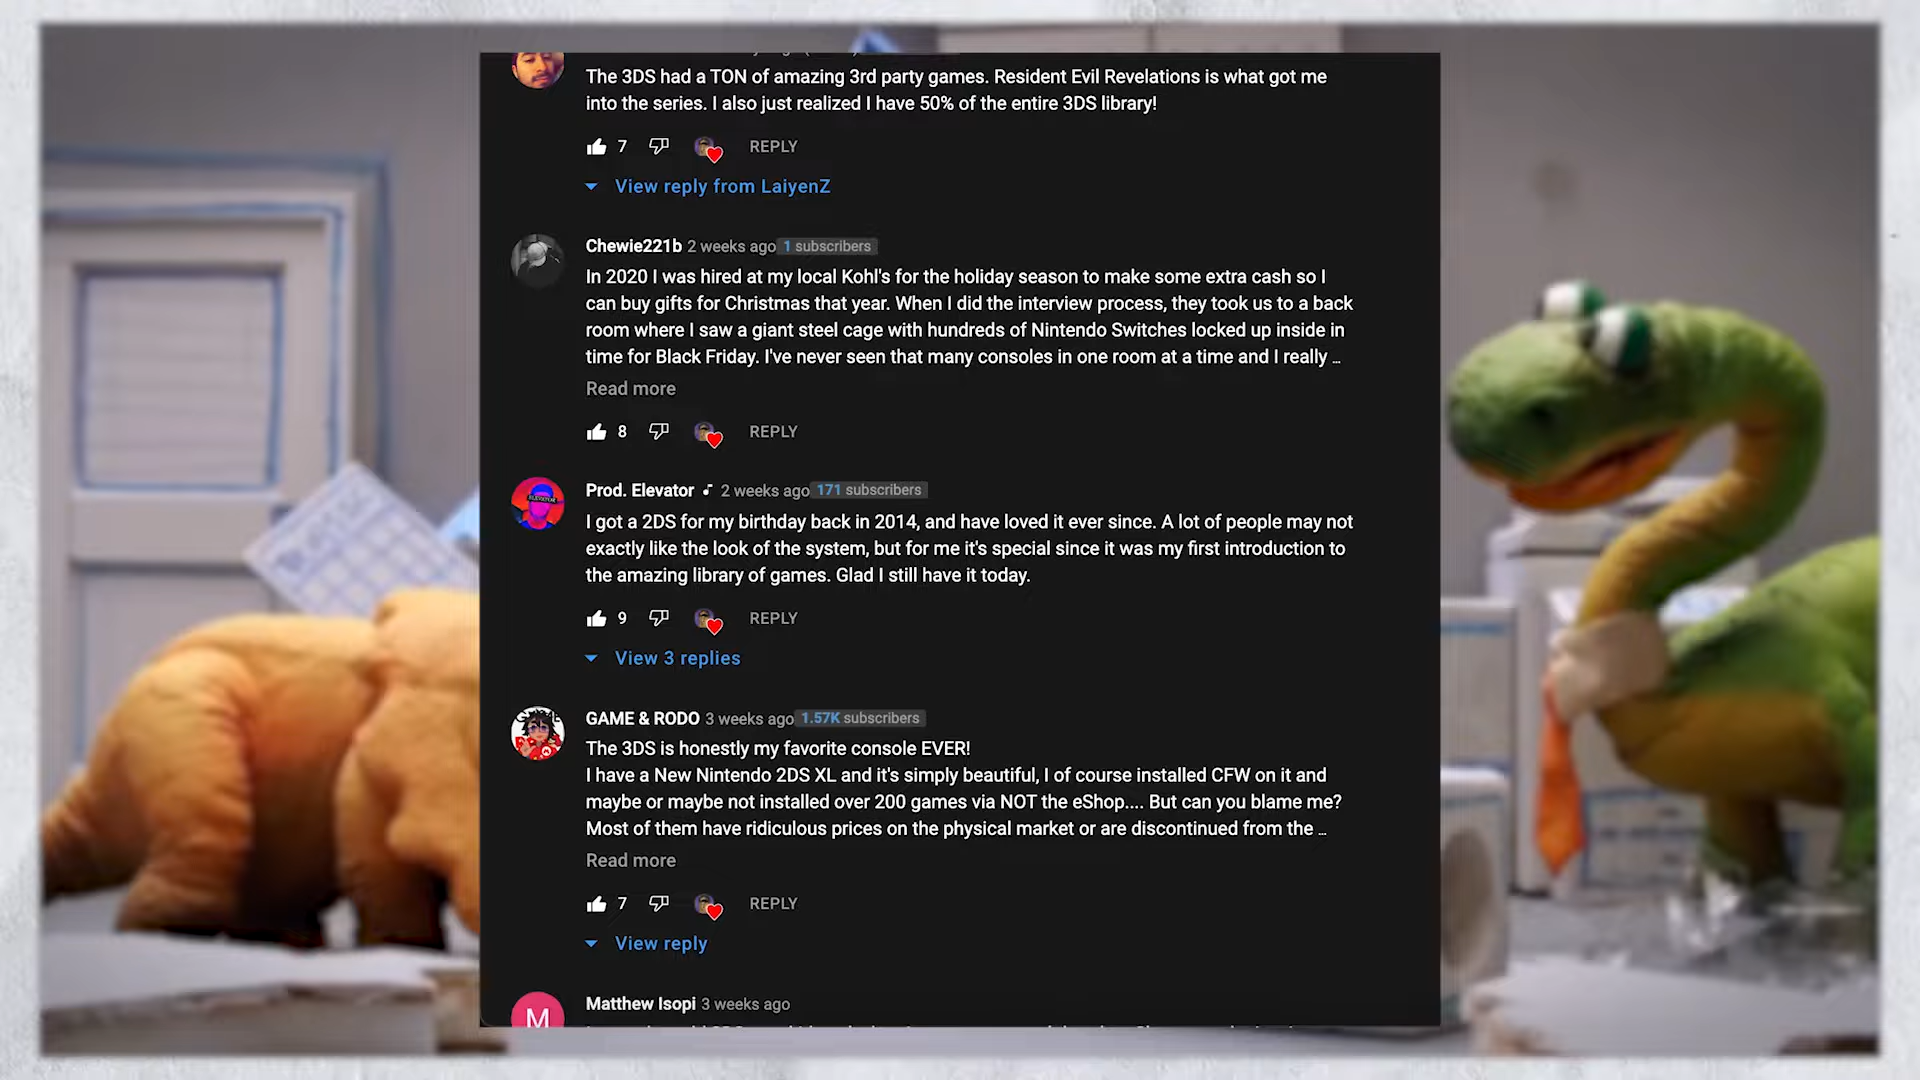 The 3DS had a TON of amazing 3rd party games. Resident Evil Revelations is what got me
into the series. I also just realized I have 50% of the entire 3DS library!
7 REPLY
View reply from LaiyenZ
Chewie221b 2 weeks ago 1 subscribers
In 2020 I was hired at my local Kohl's for the holiday season to make some extra cash so I
can buy gifts for Christmas that year. When I did the interview process, they took us to a back
room where I saw a giant steel cage with hundreds of Nintendo Switches locked up inside in
time for Black Friday. I've never seen that many consoles in one room at a time and I really ...
Read more
8 REPLY
Prod. Elevator 2 weeks ago 171 subscribers
I got a 2DS for my birthday back in 2014, and have loved it ever since. A lot of people may not
exactly like the look of the system, but for me it's special since it was my first introduction to
the amazing library of games. Glad I still have it today.
9 REPLY
View 3 replies
GAME & RODO 3 weeks ago 1.57K subscribers
The 3DS is honestly my favorite console EVER!
I have a New Nintendo 2DS XL and it's simply beautiful, I of course installed CFW on it and
maybe or maybe not installed over 200 games via NOT the eShop.... But can you blame me?
Most of them have ridiculous prices on the physical market or are discontinued from the ...
Read more
7 REPLY
View reply
M
Matthew Isopi 3 weeks ago